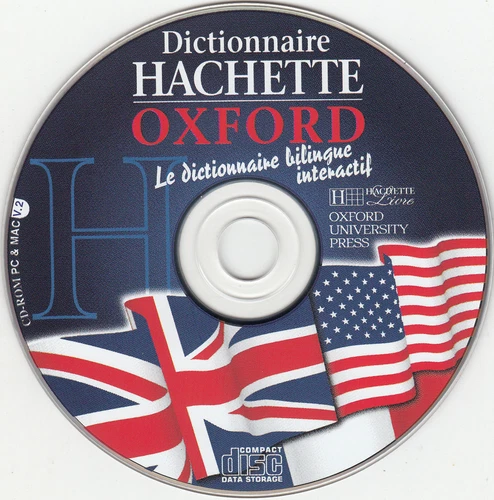 Dictionnaire
HACHETTE
OXFORD
Le dictionnaire bilingue
interactif
H HACHETTE
Livre
OXFORD
UNIVERSITY
PRESS
H
CD-ROM PC & MAC V.2
COMPACT
disc
DATA STORAGE